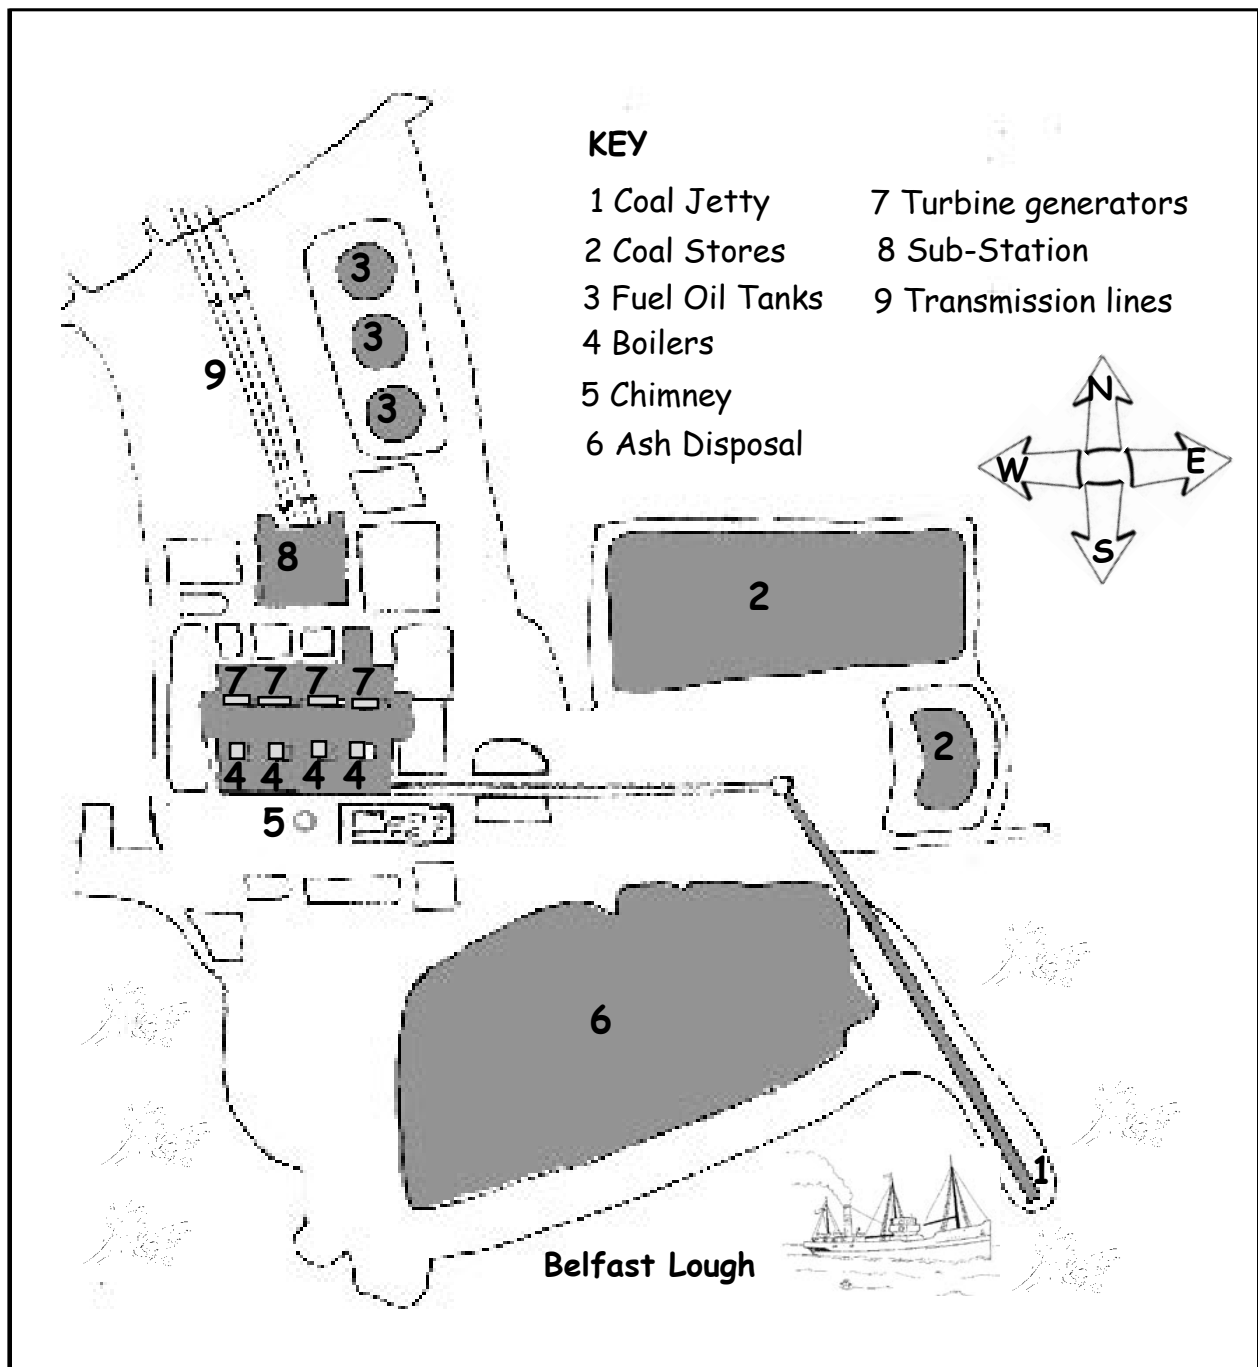 KEY
1 Coal Jetty
2 Coal Stores
3 Fuel Oil Tanks
4 Boilers
5 Chimney
6 Ash Disposal
7 Turbine generators
8 Sub-Station
9 Transmission lines
N
W E
S
3
3
9
3
8
2
7 7 7 7
2
4 4 4 4
5
6
1
Belfast Lough